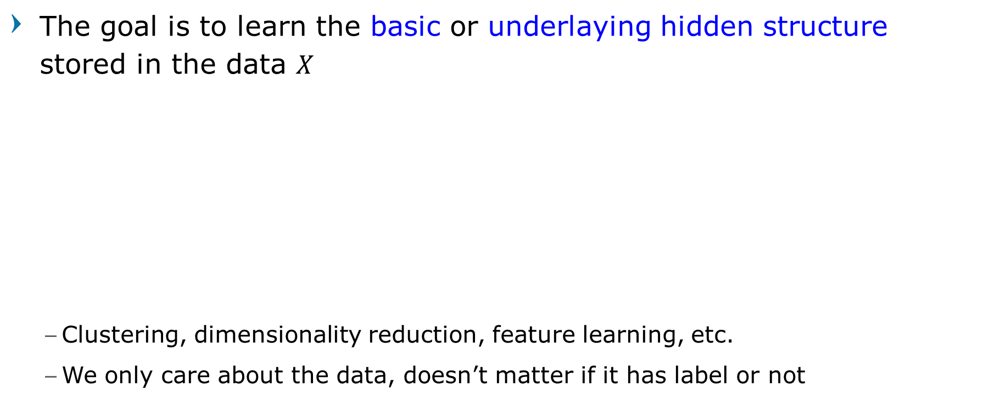 The goal is to learn the basic or underlaying hidden structure
stored in the data X
– Clustering, dimensionality reduction, feature learning, etc.
– We only care about the data, doesn’t matter if it has label or not